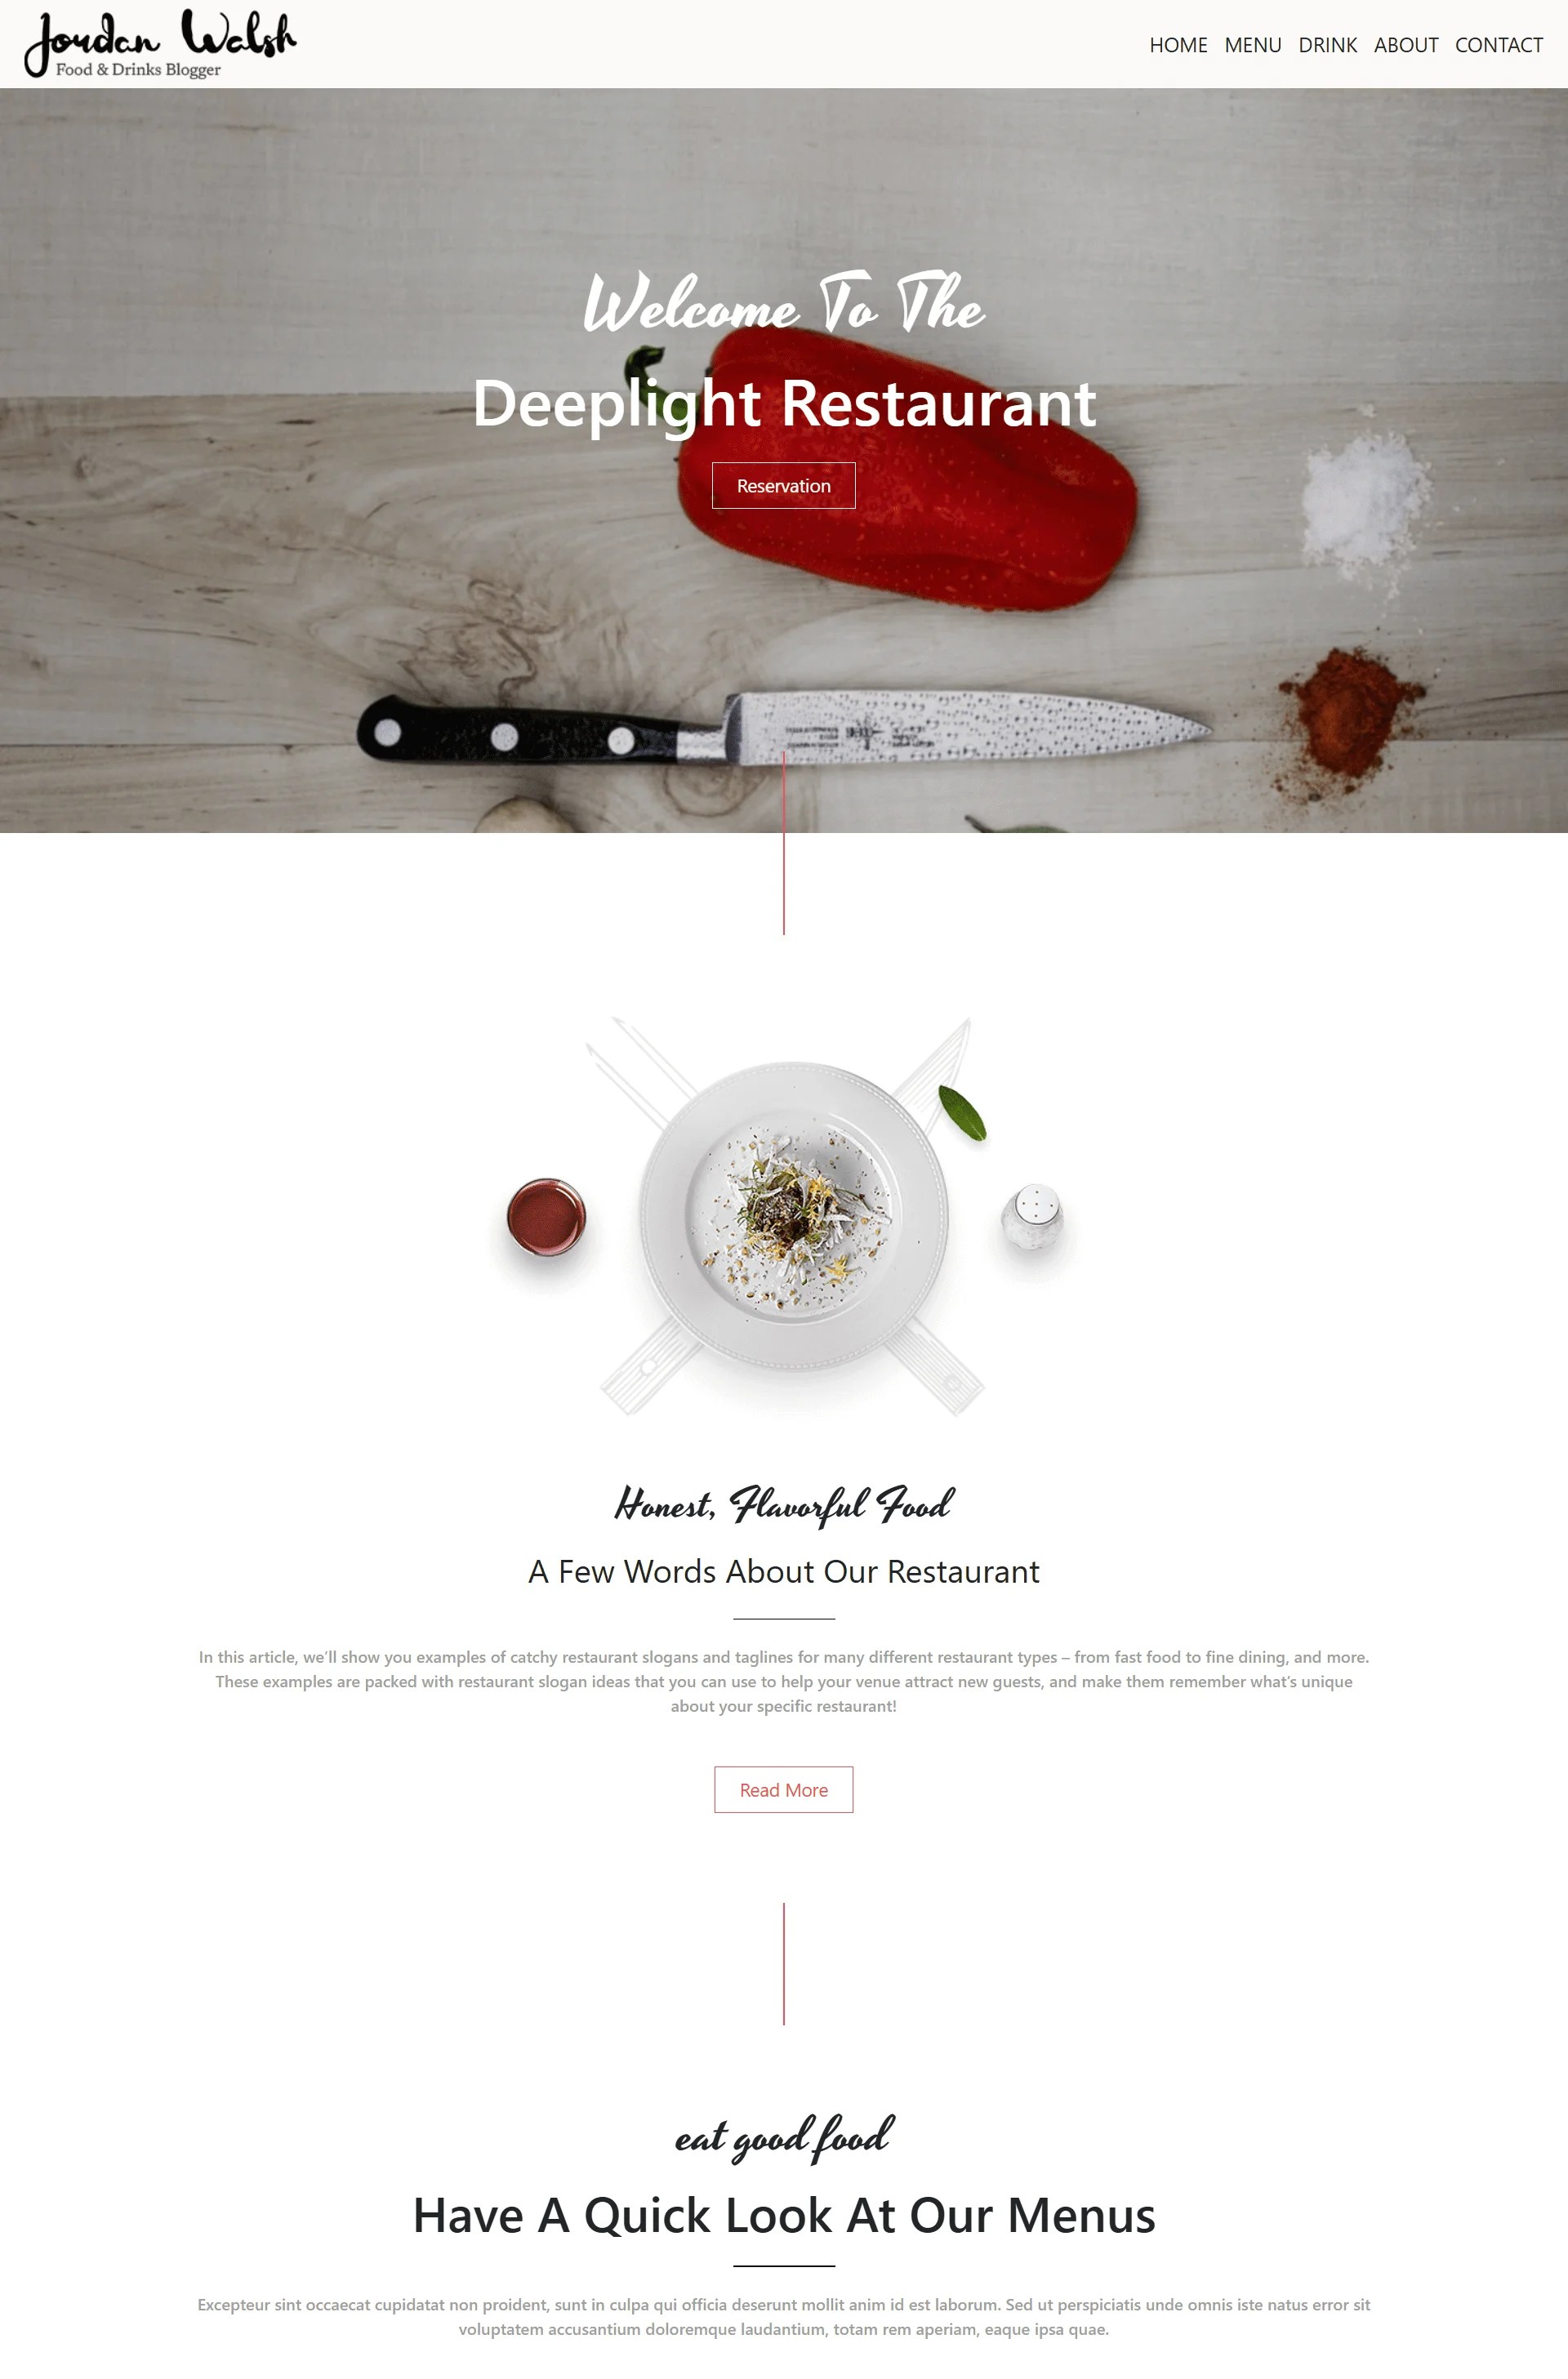 Jordan Walsh
Food & Drinks Blogger
HOME MENU DRINK ABOUT CONTACT
Welcome To The
Deeplight Restaurant
Reservation
Honest, Flavorful Food
A Few Words About Our Restaurant
In this article, we’ll show you examples of catchy restaurant slogans and taglines for many different restaurant types – from fast food to fine dining, and more.
These examples are packed with restaurant slogan ideas that you can use to help your venue attract new guests, and make them remember what’s unique
about your specific restaurant!
Read More
eat good food
Have A Quick Look At Our Menus
Excepteur sint occaecat cupidatat non proident, sunt in culpa qui officia deserunt mollit anim id est laborum. Sed ut perspiciatis unde omnis iste natus error sit
voluptatem accusantium doloremque laudantium, totam rem aperiam, eaque ipsa quae.